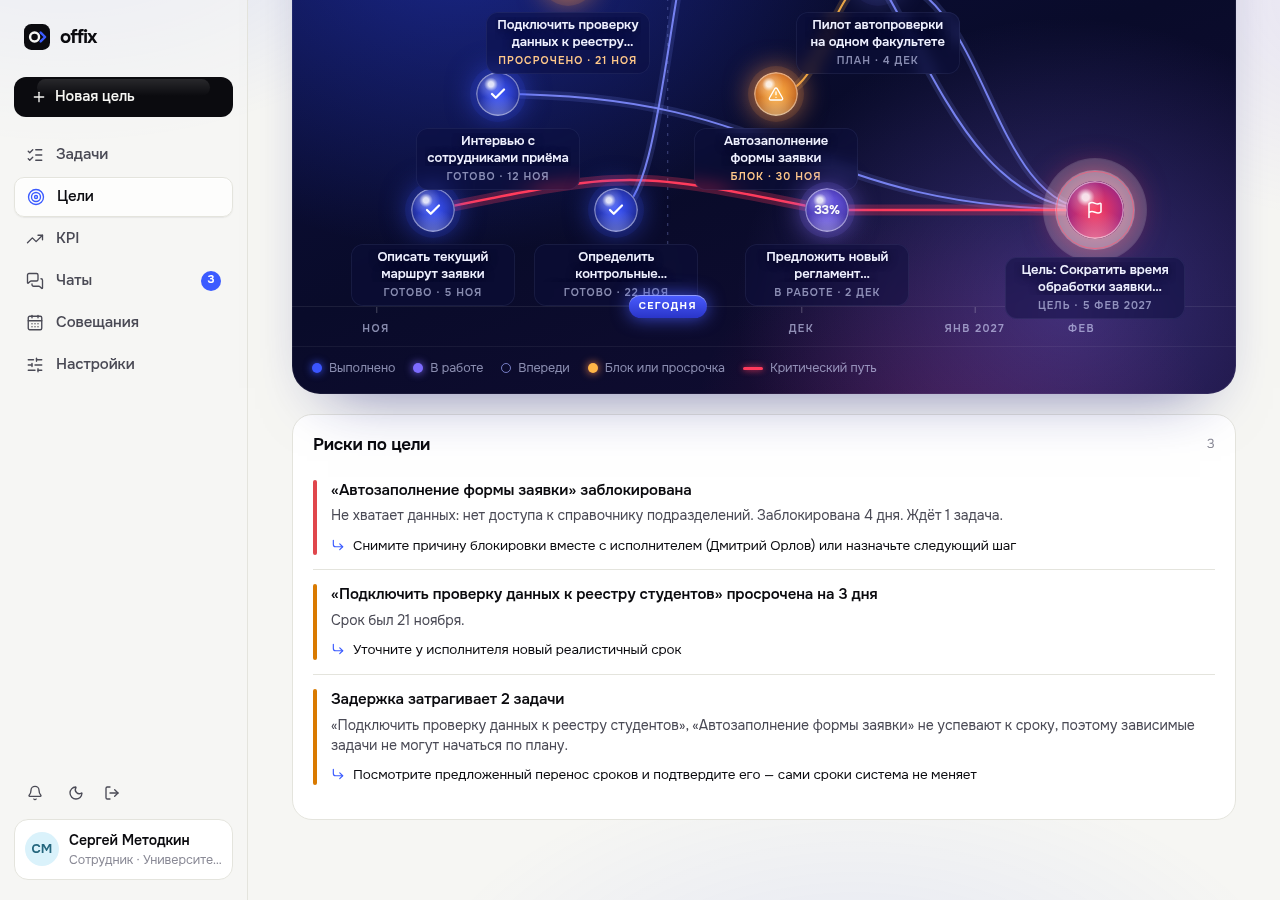 offix
Новая цель
Задачи
Цели
KPI
Чаты
3
Совещания
Настройки
СМ
Сергей Методкин
Сотрудник · Университе...
Подключить проверку
данных к реестру...
ПРОСРОЧЕНО · 21 НОЯ
Пилот автопроверки
на одном факультете
ПЛАН · 4 ДЕК
Интервью с
сотрудниками приёма
ГОТОВО · 12 НОЯ
Автозаполнение
формы заявки
БЛОК · 30 НОЯ
33%
Описать текущий
маршрут заявки
ГОТОВО · 5 НОЯ
Определить
контрольные...
ГОТОВО · 22 НОЯ
Предложить новый
регламент...
В РАБОТЕ · 2 ДЕК
Цель: Сократить время
обработки заявки...
ЦЕЛЬ · 5 ФЕВ 2027
СЕГОДНЯ
НОЯ
ДЕК
ЯНВ 2027
ФЕВ
Выполнено
В работе
Впереди
Блок или просрочка
Критический путь
Риски по цели
3
«Автозаполнение формы заявки» заблокирована
Не хватает данных: нет доступа к справочнику подразделений. Заблокирована 4 дня. Ждёт 1 задача.
Снимите причину блокировки вместе с исполнителем (Дмитрий Орлов) или назначьте следующий шаг
«Подключить проверку данных к реестру студентов» просрочена на 3 дня
Срок был 21 ноября.
Уточните у исполнителя новый реалистичный срок
Задержка затрагивает 2 задачи
«Подключить проверку данных к реестру студентов», «Автозаполнение формы заявки» не успевают к сроку, поэтому зависимые
задачи не могут начаться по плану.
Посмотрите предложенный перенос сроков и подтвердите его — сами сроки система не меняет